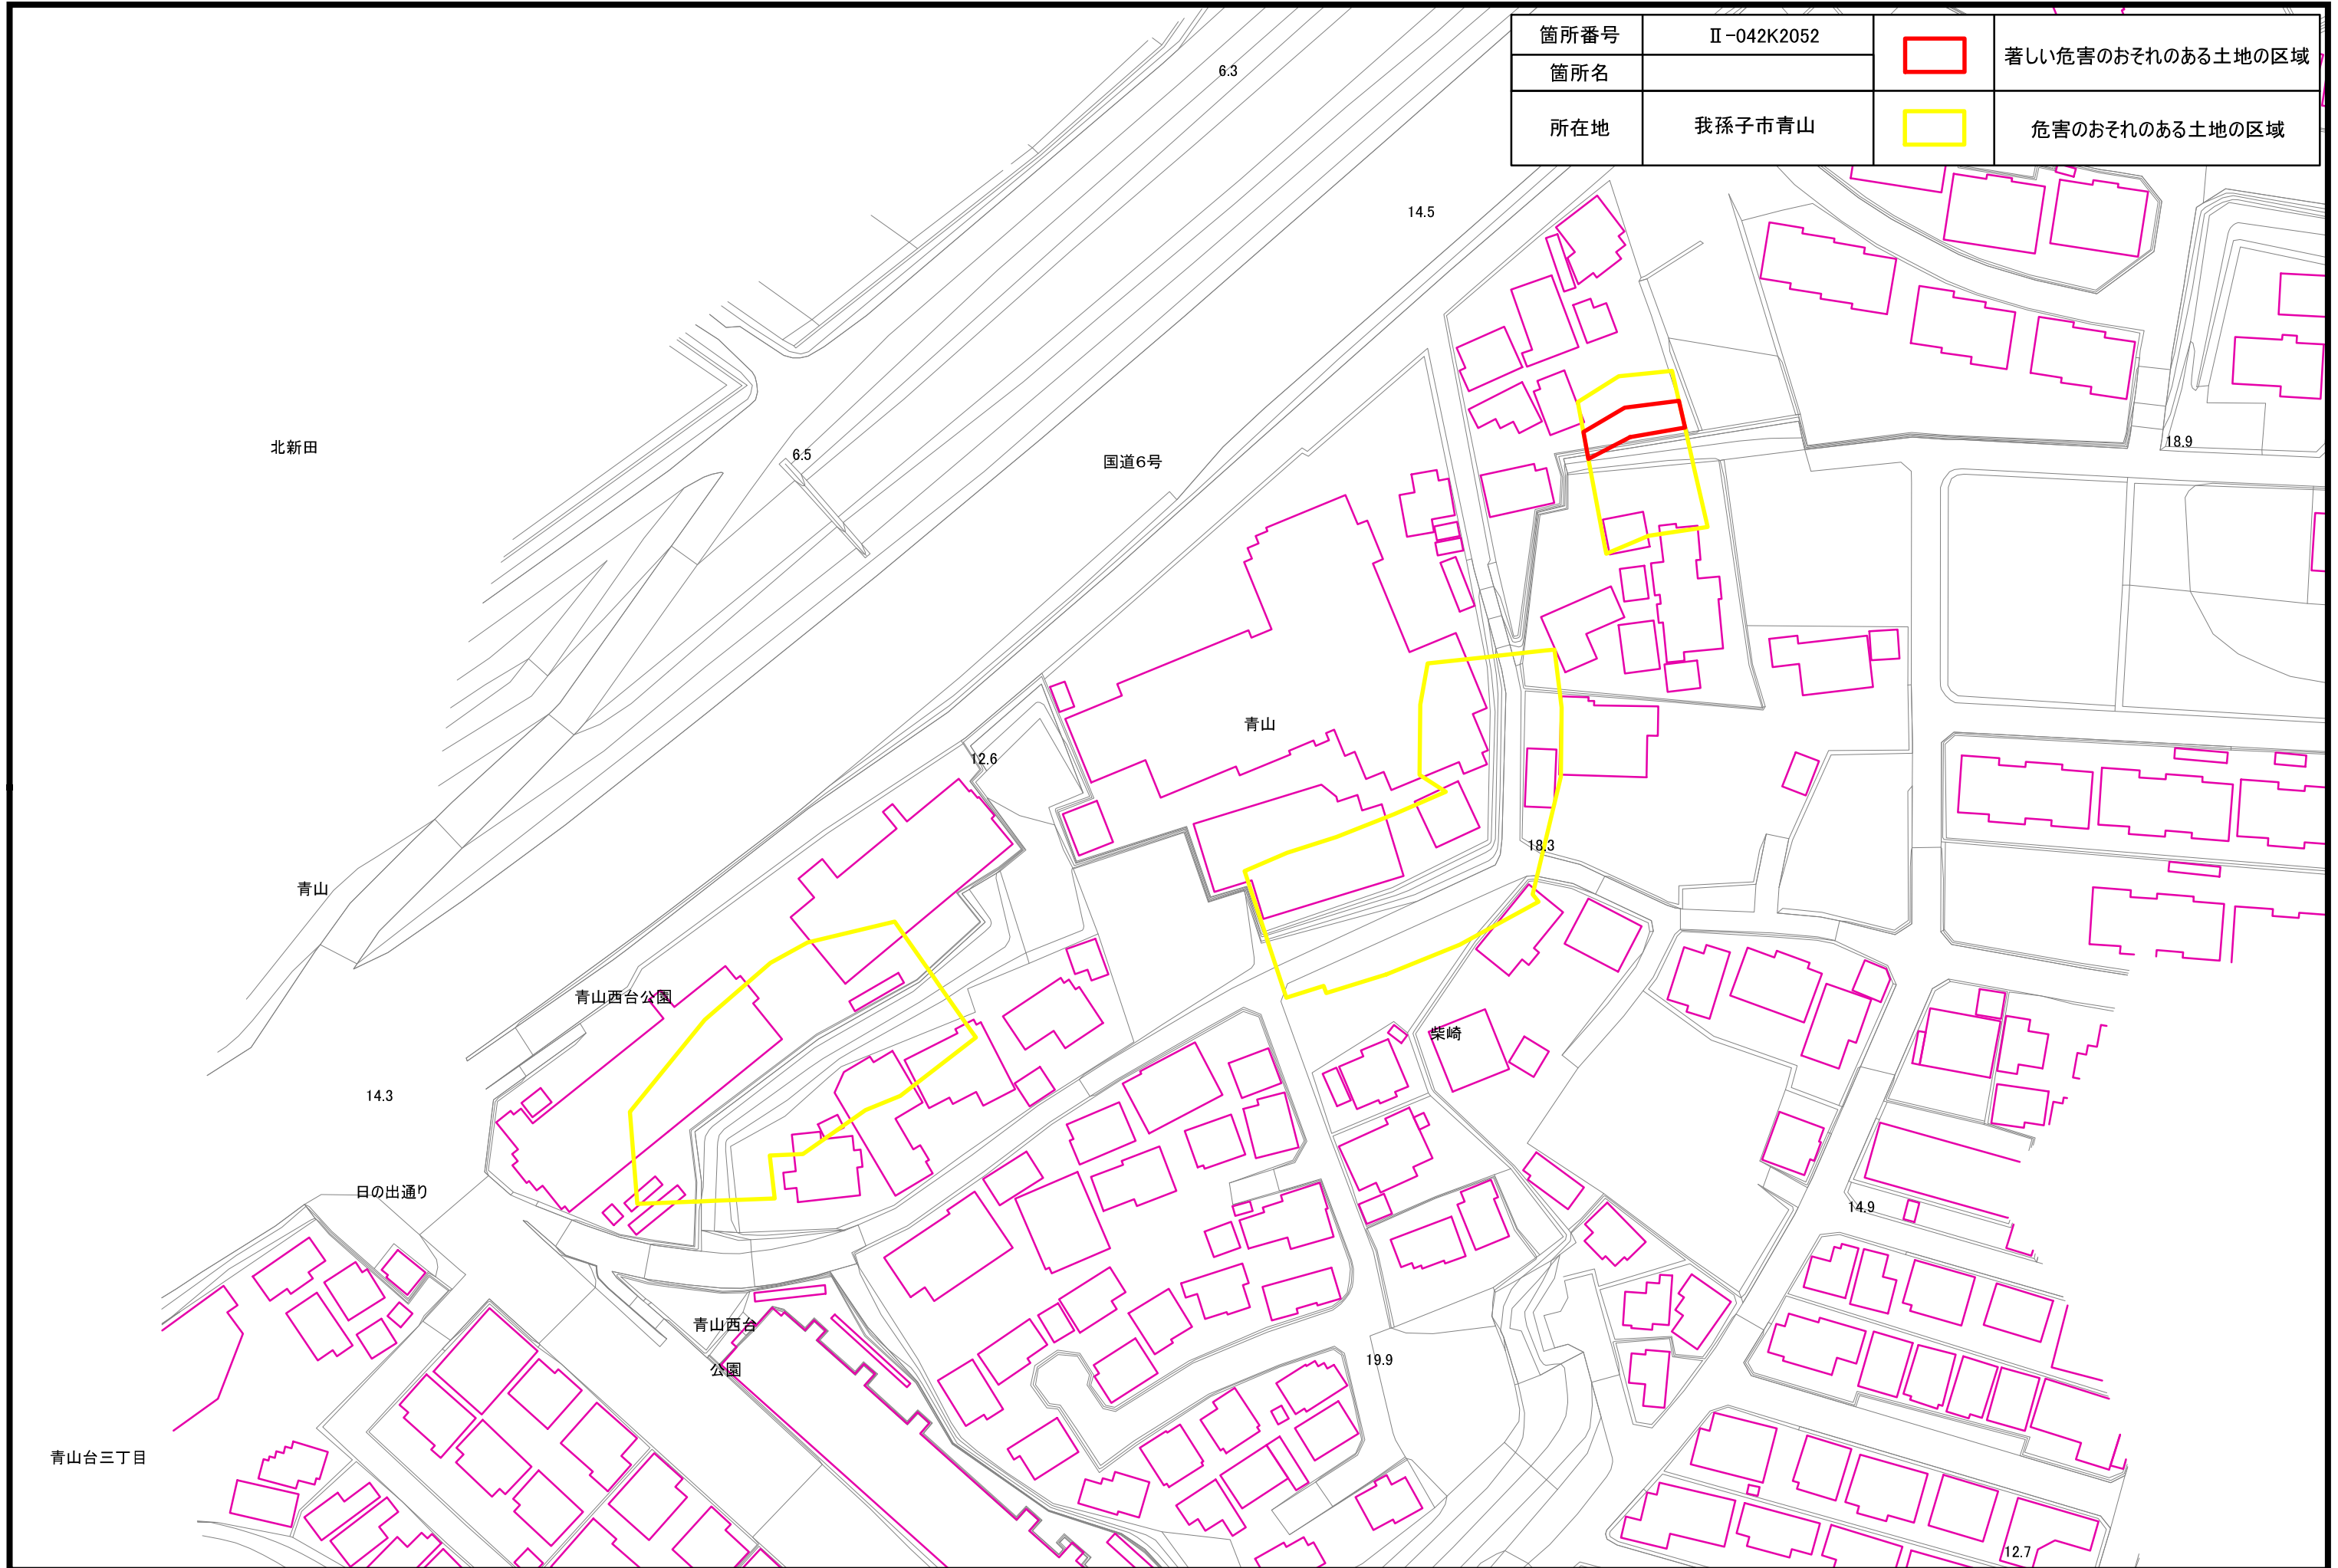 箇所番号 Ⅱ-042K2052
著しい危害のおそれのある土地の区域
箇所名
所在地 我孫子市青山
危害のおそれのある土地の区域
6.3
14.5
北新田
6.5
国道6号
18.9
青山
12.6
18.3
青山
青山西台公園
柴崎
14.3
日の出通り
14.9
青山西台
公園
19.9
青山台三丁目
12.7